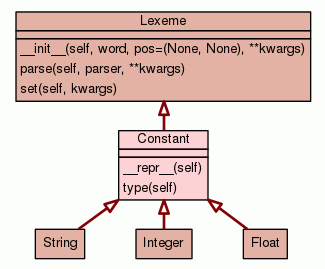 Lexeme
__init__(self, word, pos=(None, None), **kwargs)
parse(self, parser, **kwargs)
set(self, kwargs)
Constant
__repr__(self)
type(self)
String
Integer
Float